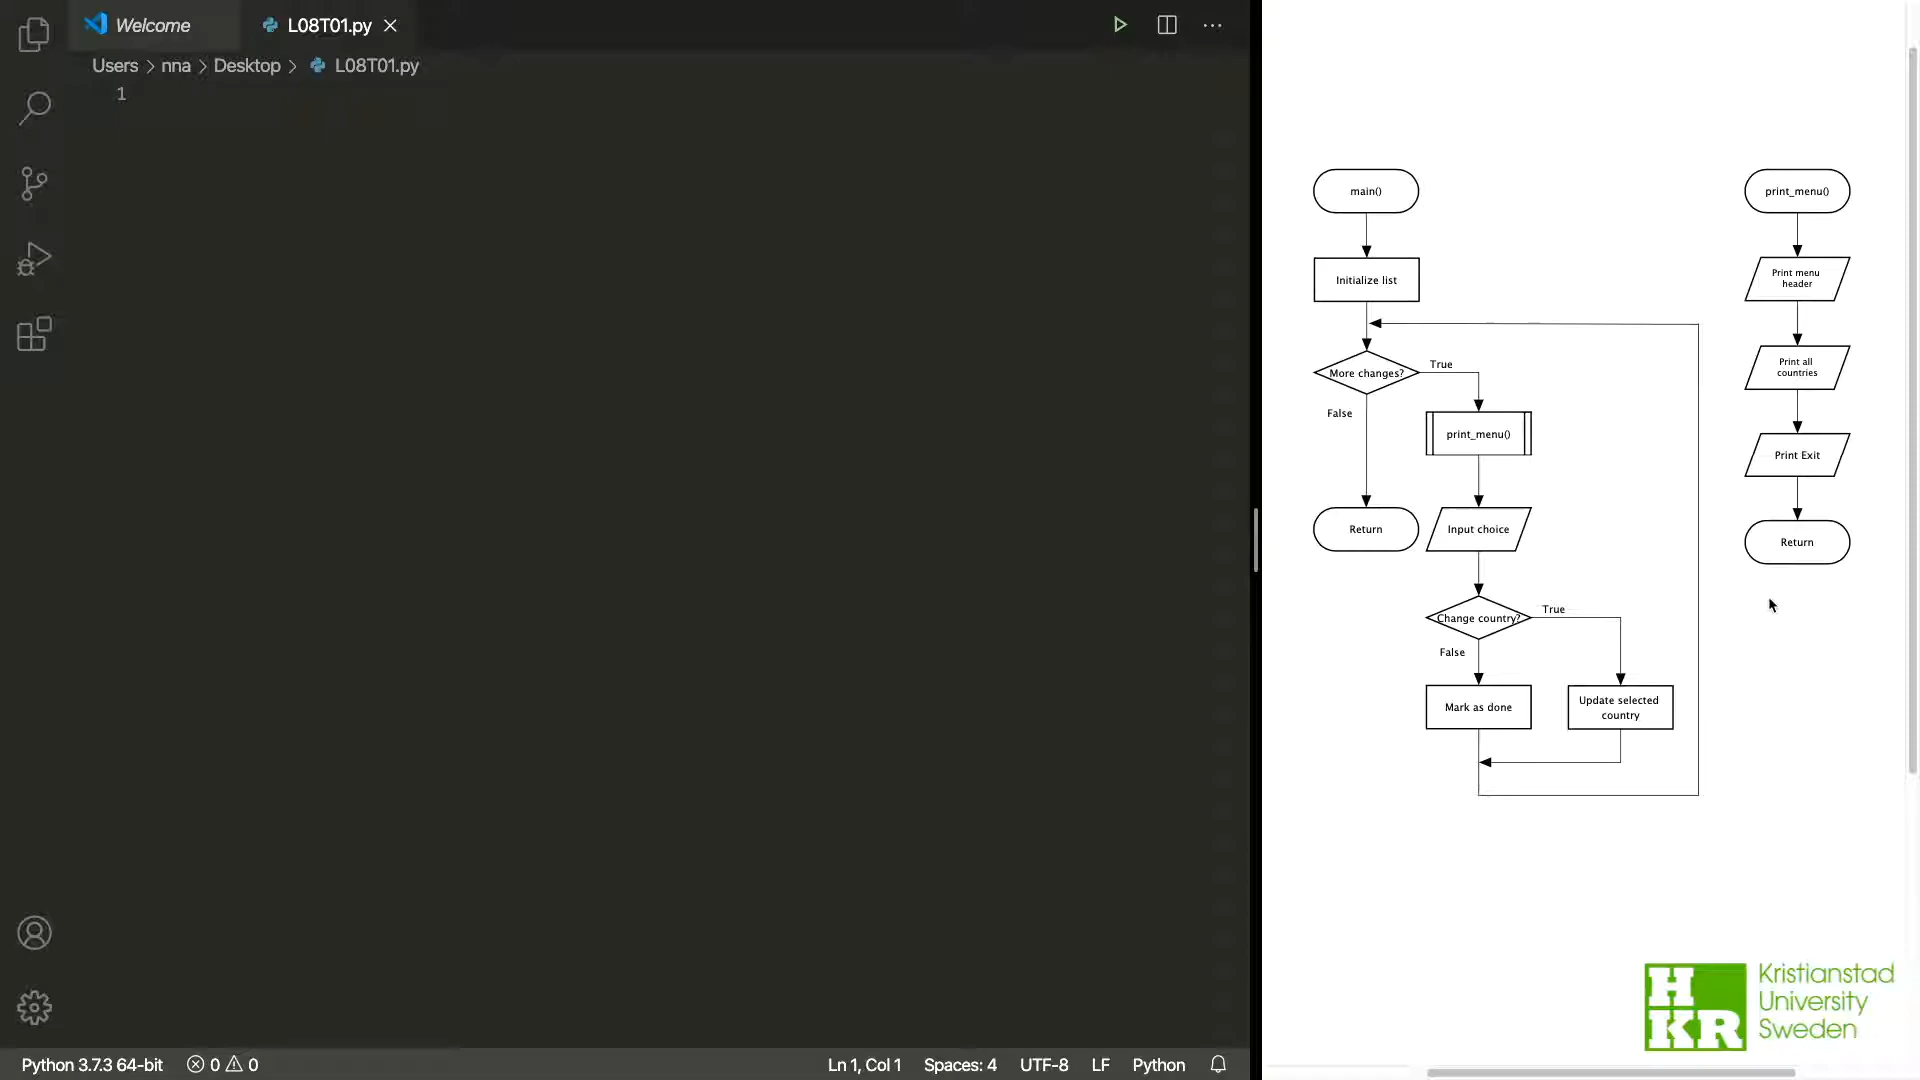 Welcome
L08T01.py
Users > nna > Desktop > L08T01.py
1
main()
Initialize list
More changes?
True
False
print_menu()
Return
Input choice
Change country?
True
False
Mark as done
Update selected
country
print_menu()
Print menu
header
Print all
countries
Print Exit
Return
HKR
Kristianstad
University
Sweden
Python 3.7.3 64-bit
0
0
Ln 1, Col 1
Spaces: 4
UTF-8
LF
Python